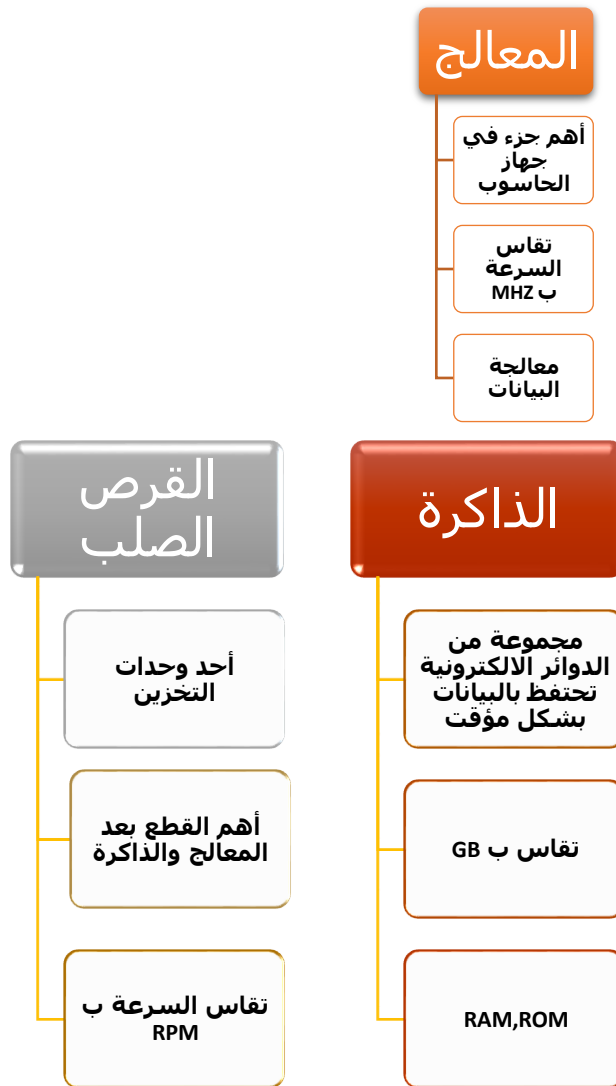 المعالج
أهم جزء في
جهاز
الحاسوب
تقاس
السرعة
ب MHZ
معالجة
البيانات
الذاكرة
مجموعة من
الدوائر الالكترونية
تحتفظ بالبيانات
بشكل مؤقت
تقاس ب GB
RAM,ROM
القرص
الصلب
أحد وحدات
التخزين
أهم القطع بعد
المعالج والذاكرة
تقاس السرعة ب
RPM